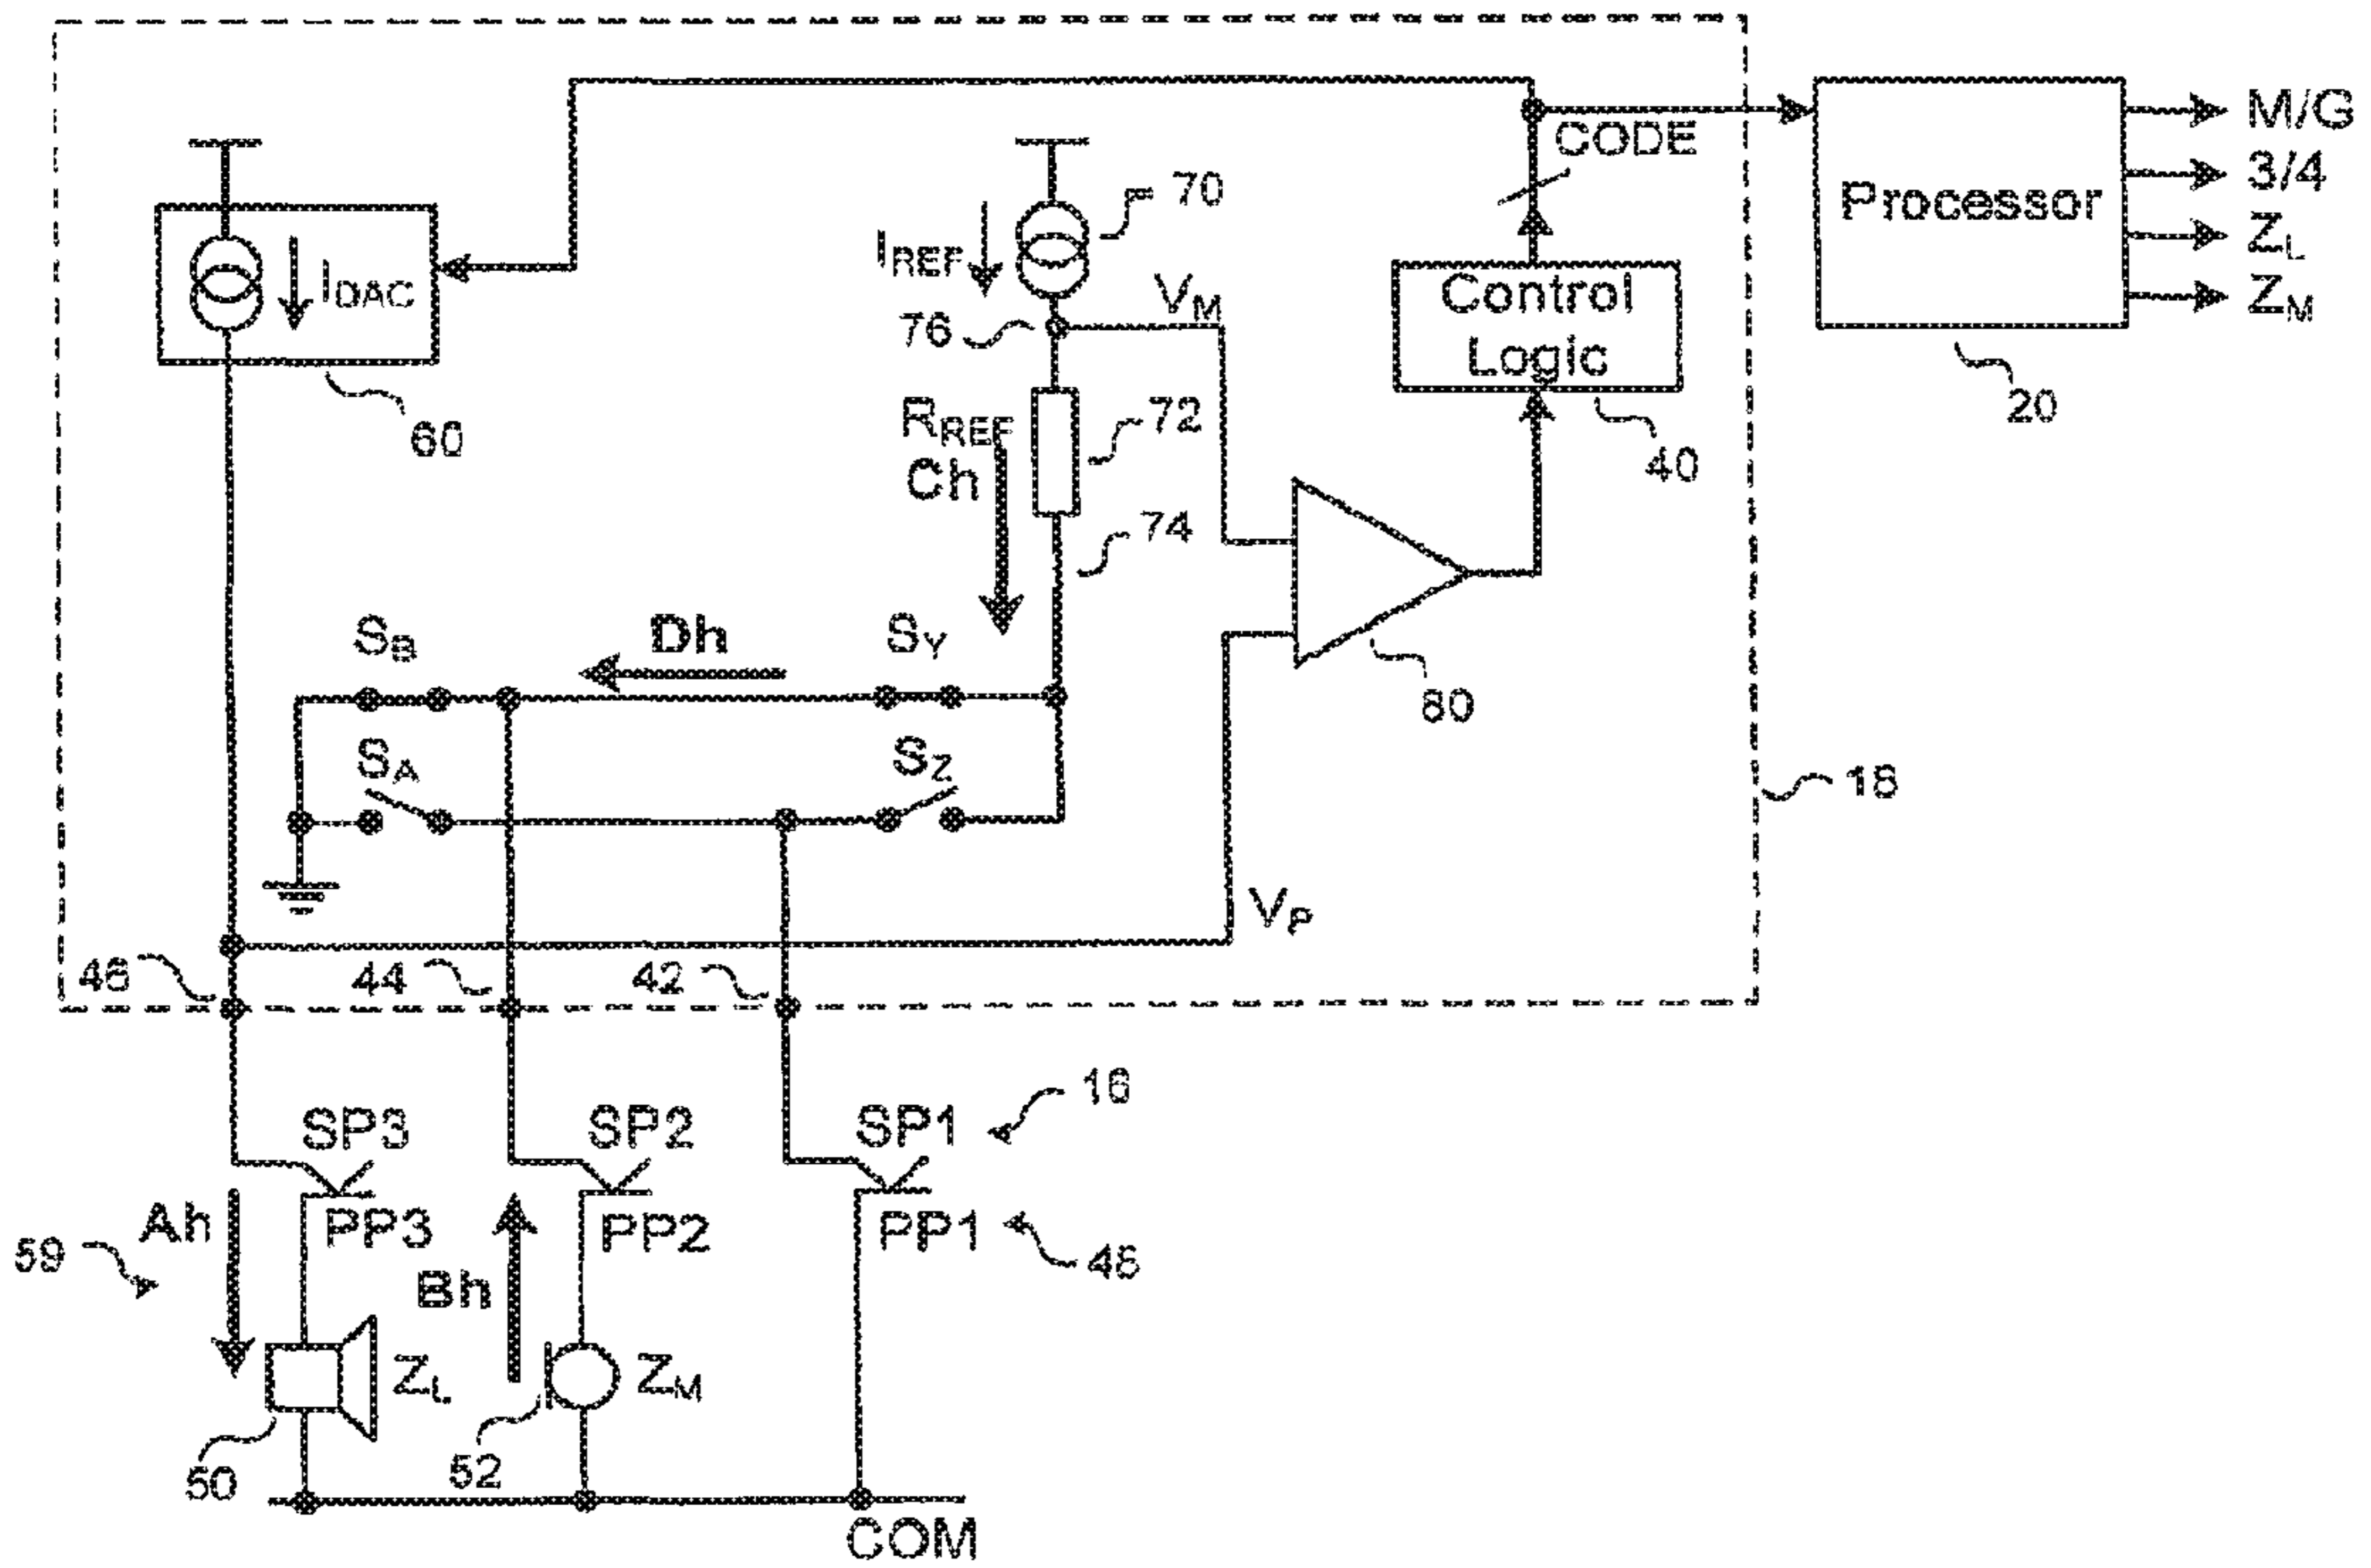 CODE
M/G
3/4
Z_L
Z_M
Processor
20
70
I_REF
I_DAC
V_M
76
Control
Logic
60
R_REF
Ch
72
40
74
S_B
Dh
S_Y
80
S_A
S_Z
18
V_P
46
44
42
SP3
SP2
SP1
16
Ah
PP3
PP2
PP1
48
59
Bh
Z_L
Z_M
50
52
COM